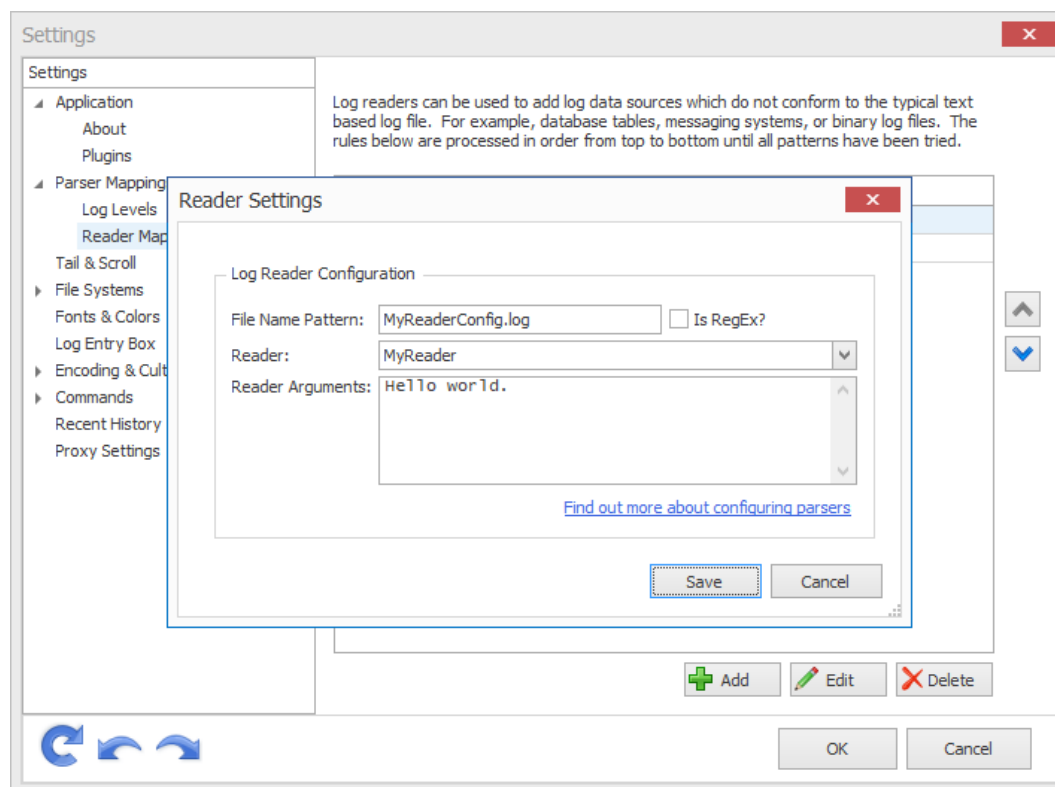 Settings
Settings
Application
About
Plugins
Parser Mapping
Log Levels
Reader Map
Tail & Scroll
File Systems
Fonts & Colors
Log Entry Box
Encoding & Cult
Commands
Recent History
Proxy Settings
Log readers can be used to add log data sources which do not conform to the typical text
based log file. For example, database tables, messaging systems, or binary log files. The
rules below are processed in order from top to bottom until all patterns have been tried.
Reader Settings
Log Reader Configuration
File Name Pattern: MyReaderConfig.log Is RegEx?
Reader: MyReader
Reader Arguments: Hello world.
Find out more about configuring parsers
Save Cancel
Add Edit Delete
OK Cancel